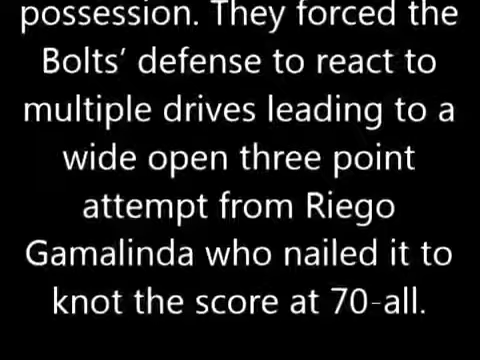 possession. They forced the
Bolts’ defense to react to
multiple drives leading to a
wide open three point
attempt from Riego
Gamalinda who nailed it to
knot the score at 70-all.